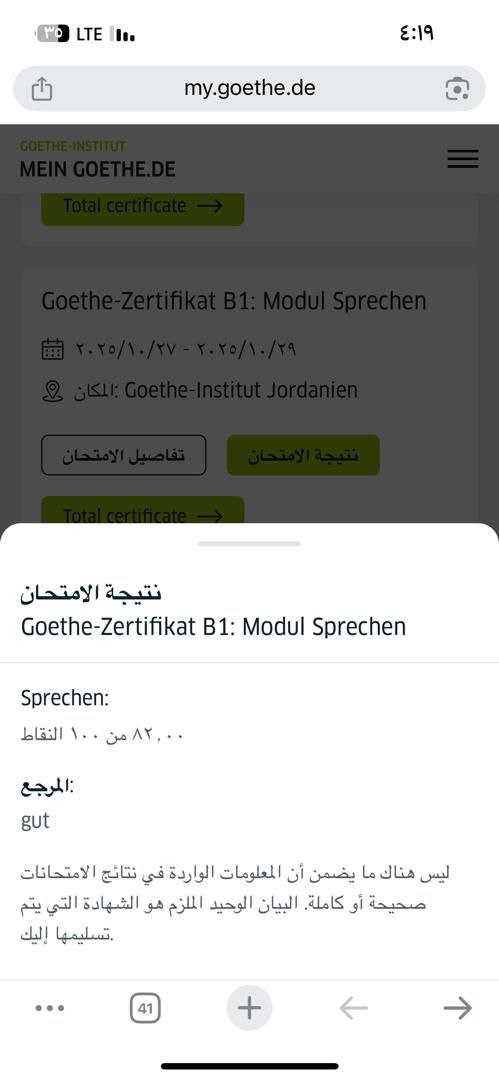 ٣٥ LTE ٤:١٩
my.goethe.de
GOETHE-INSTITUT
MEIN GOETHE.DE
Total certificate →
Goethe-Zertifikat B1: Modul Sprechen
٢٠٢٥/١٠/٢٧ - ٢٠٢٥/١٠/٢٩
المكان: Goethe-Institut Jordanien
تفاصيل الامتحان نتيجة الامتحان
Total certificate →
نتيجة الامتحان
Goethe-Zertifikat B1: Modul Sprechen
Sprechen:
٨٢,٠٠ من ١٠٠ النقاط
المرجع:
gut
ليس هناك ما يضمن أن المعلومات الواردة في نتائج الامتحانات
صحيحة أو كاملة. البيان الوحيد الملزم هو الشهادة التي يتم
تسليمها إليك.
41